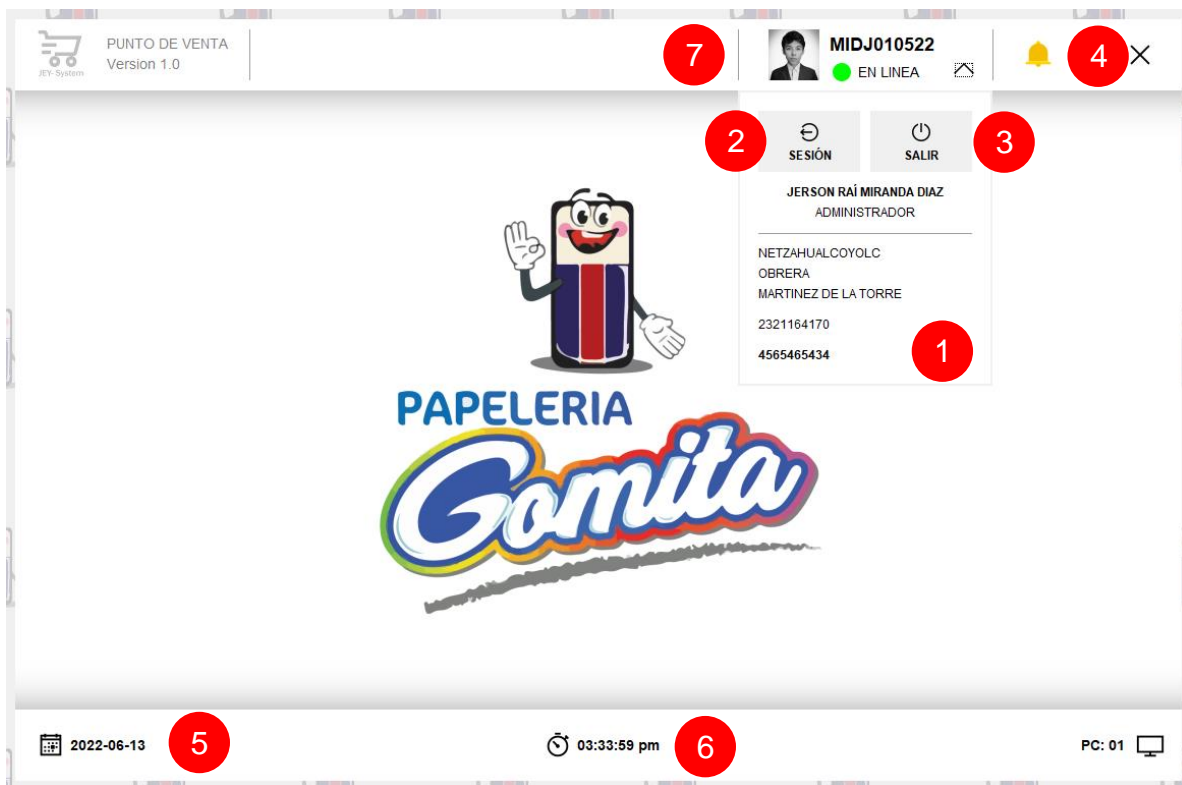 JEY-System
PUNTO DE VENTA
Version 1.0
7
MIDJ010522
EN LINEA
4
2
SESIÓN
SALIR
3
JERSON RAÍ MIRANDA DIAZ
ADMINISTRADOR
NETZAHUALCOYOLC
OBRERA
MARTINEZ DE LA TORRE
2321164170
4565465434
1
PAPELERIA
Gomita
2022-06-13
5
03:33:59 pm
6
PC: 01